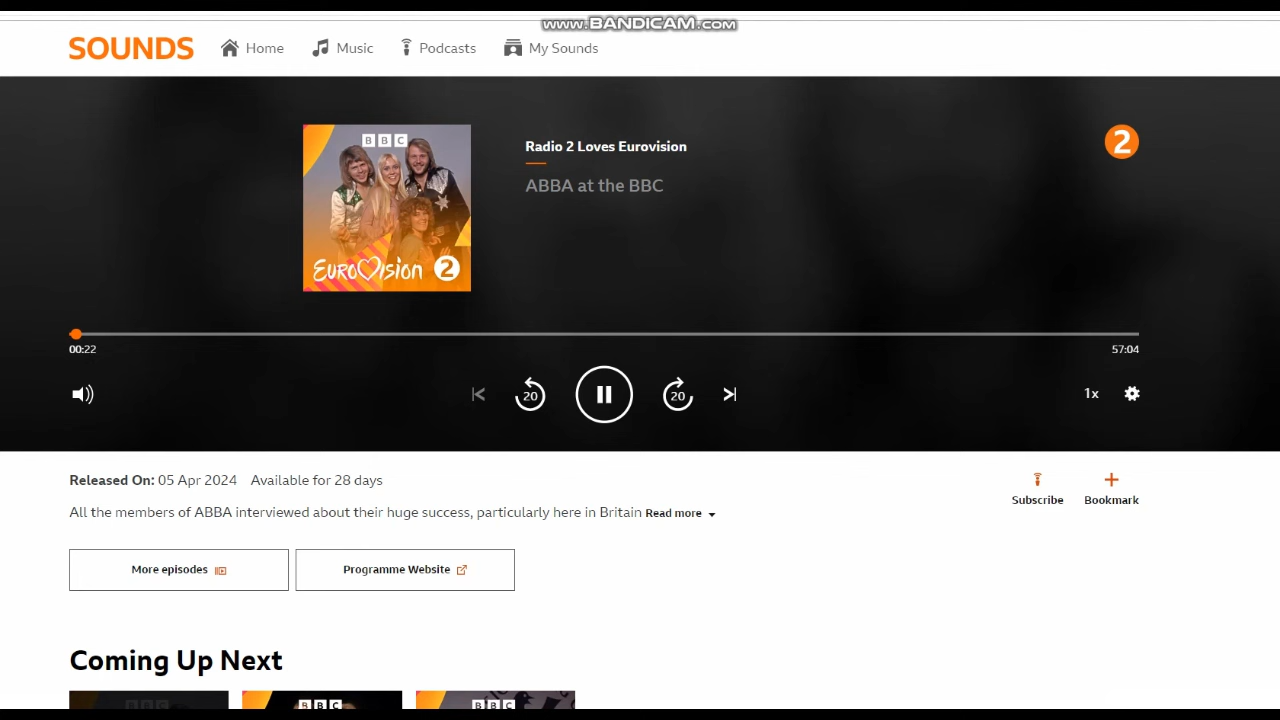 www.BANDICAM.com
SOUNDS Home Music Podcasts My Sounds
BBC
EUROVISION 2
Radio 2 Loves Eurovision
ABBA at the BBC
2
00:22 57:04
20 20 1x
Released On: 05 Apr 2024 Available for 28 days
Subscribe Bookmark
All the members of ABBA interviewed about their huge success, particularly here in Britain Read more
More episodes Programme Website
Coming Up Next
BBC BBC BBC